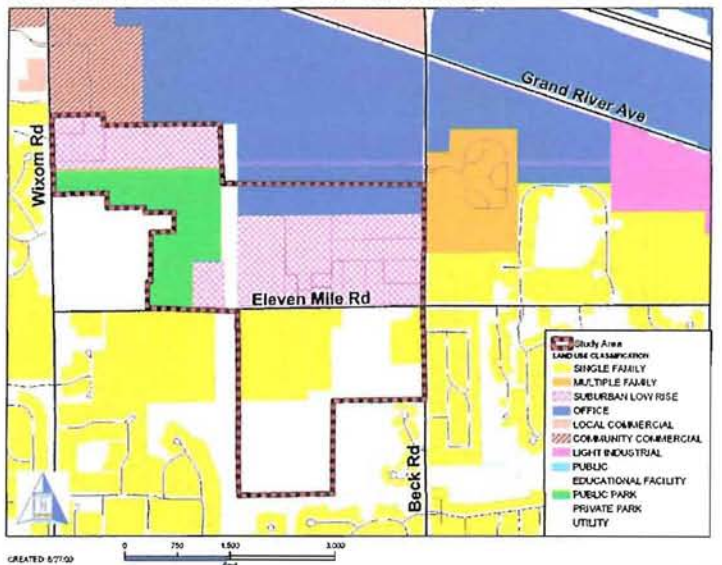 Grand River Ave
Wixom Rd
Eleven Mile Rd
Beck Rd
Study Area
LAND USE CLASSIFICATION
SINGLE FAMILY
MULTIPLE FAMILY
SUBURBAN LOW RISE
OFFICE
LOCAL COMMERCIAL
COMMUNITY COMMERCIAL
LIGHT INDUSTRIAL
PUBLIC
EDUCATIONAL FACILITY
PUBLIC PARK
PRIVATE PARK
UTILITY
0 750 1,500 3,000
Feet